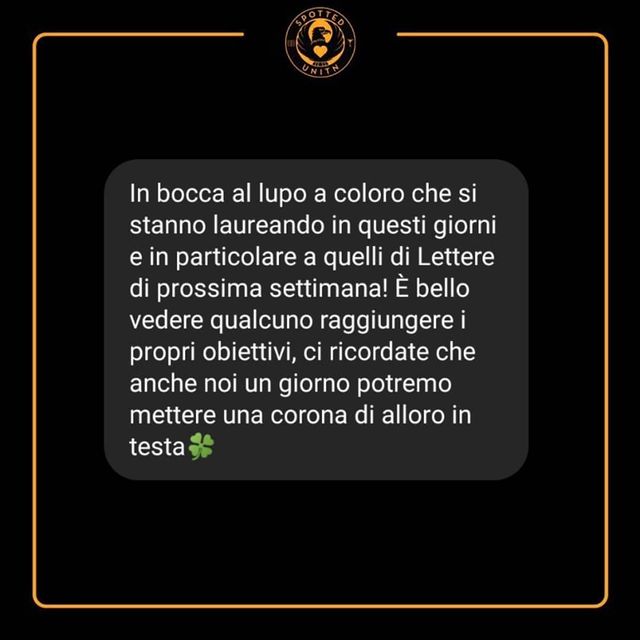 SPOTTED
UNITN
In bocca al lupo a coloro che si
stanno laureando in questi giorni
e in particolare a quelli di Lettere
di prossima settimana! È bello
vedere qualcuno raggiungere i
propri obiettivi, ci ricordate che
anche noi un giorno potremo
mettere una corona di alloro in
testa🍀